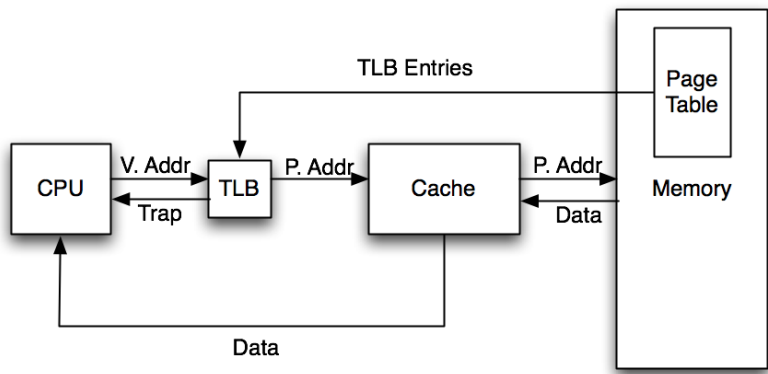 TLB Entries
Page
Table
V. Addr
P. Addr
P. Addr
CPU
TLB
Cache
Memory
Trap
Data
Data